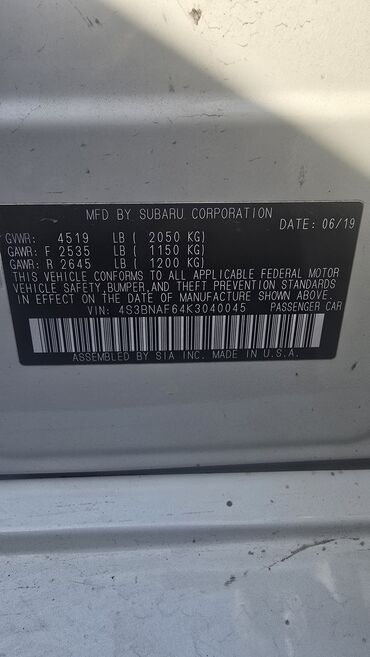 MFD BY SUBARU CORPORATION
DATE: 06/19
GVWR: 4519 LB ( 2050 KG)
GAWR: F 2535 LB ( 1150 KG)
GAWR: R 2645 LB ( 1200 KG)
THIS VEHICLE CONFORMS TO ALL APPLICABLE FEDERAL MOTOR
VEHICLE SAFETY, BUMPER, AND THEFT PREVENTION STANDARDS
IN EFFECT ON THE DATE OF MANUFACTURE SHOWN ABOVE.
VIN: 4S3BNAF64K3040045 PASSENGER CAR
ASSEMBLED BY SIA INC. MADE IN U.S.A.